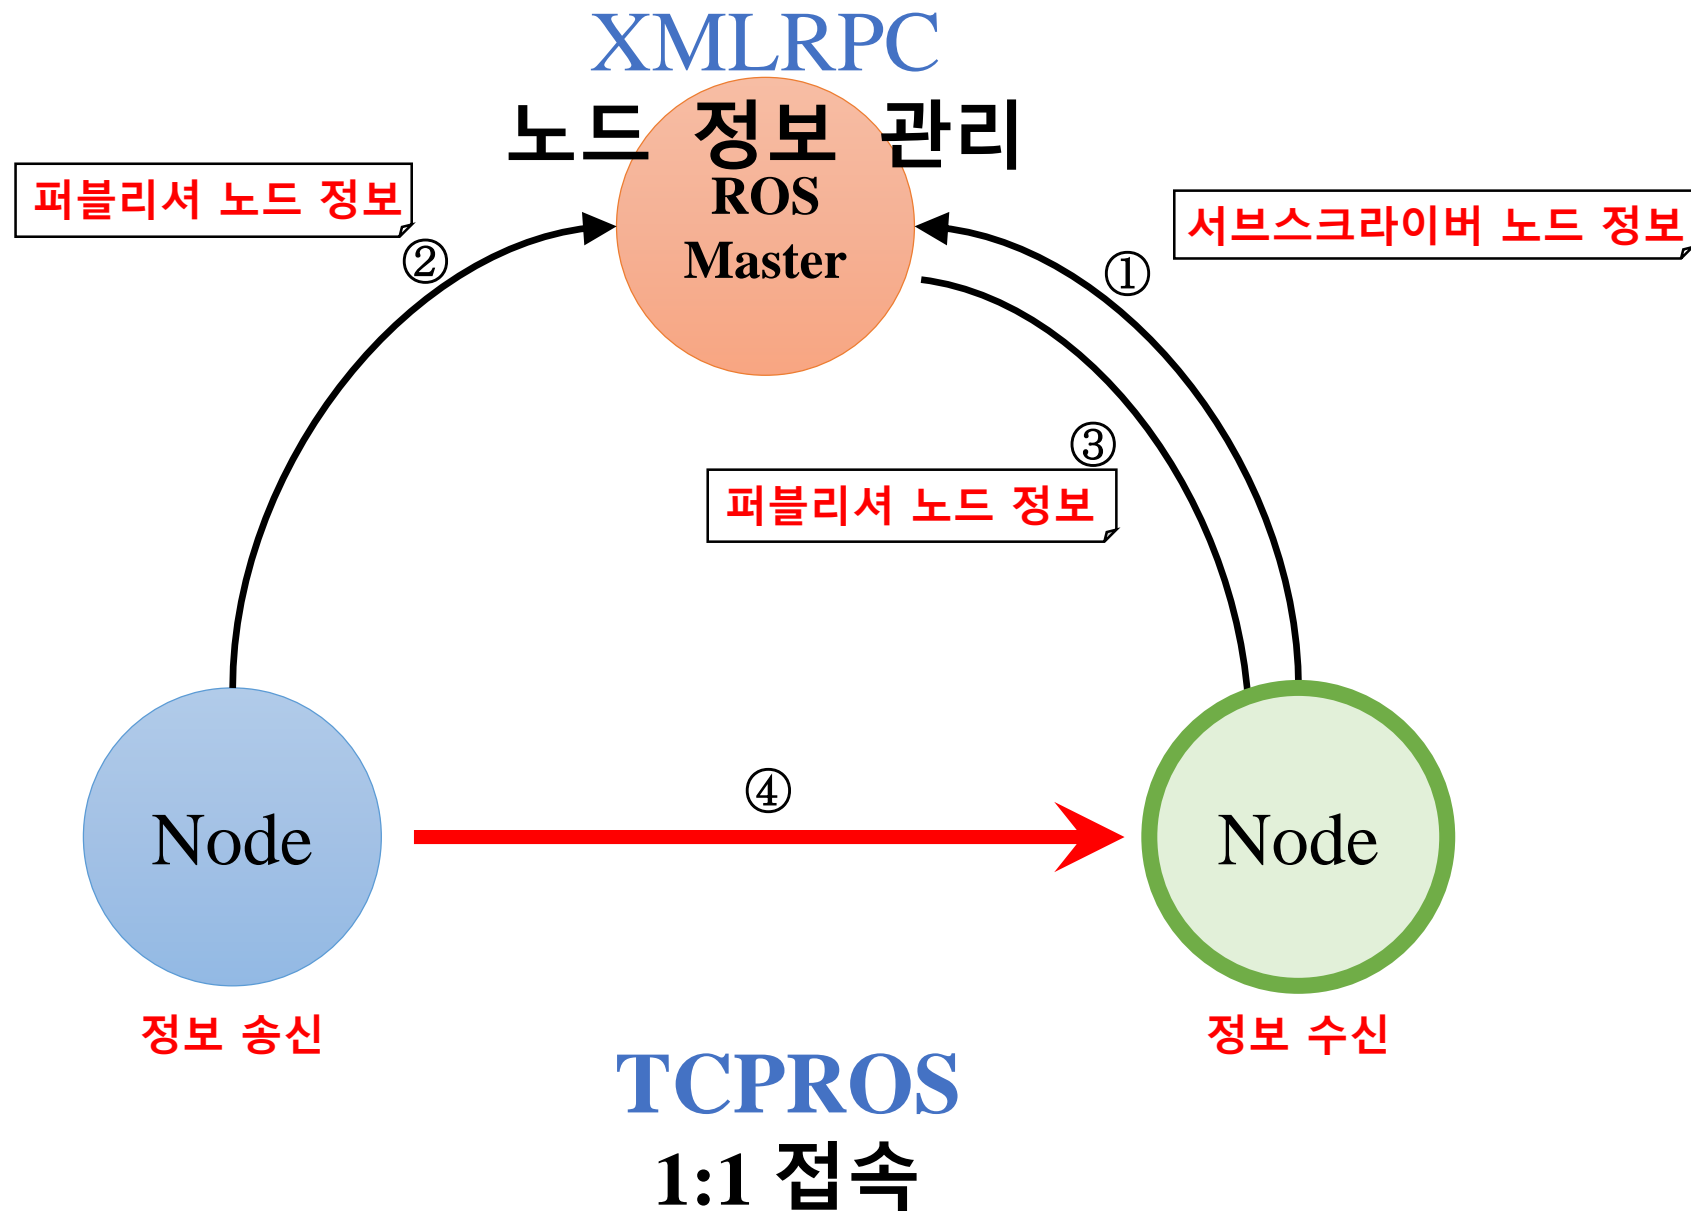 XMLRPC
노드 정보 관리
ROS
Master
퍼블리셔 노드 정보
②
서브스크라이버 노드 정보
①
③
퍼블리셔 노드 정보
④
Node
Node
정보 송신
정보 수신
TCPROS
1:1 접속